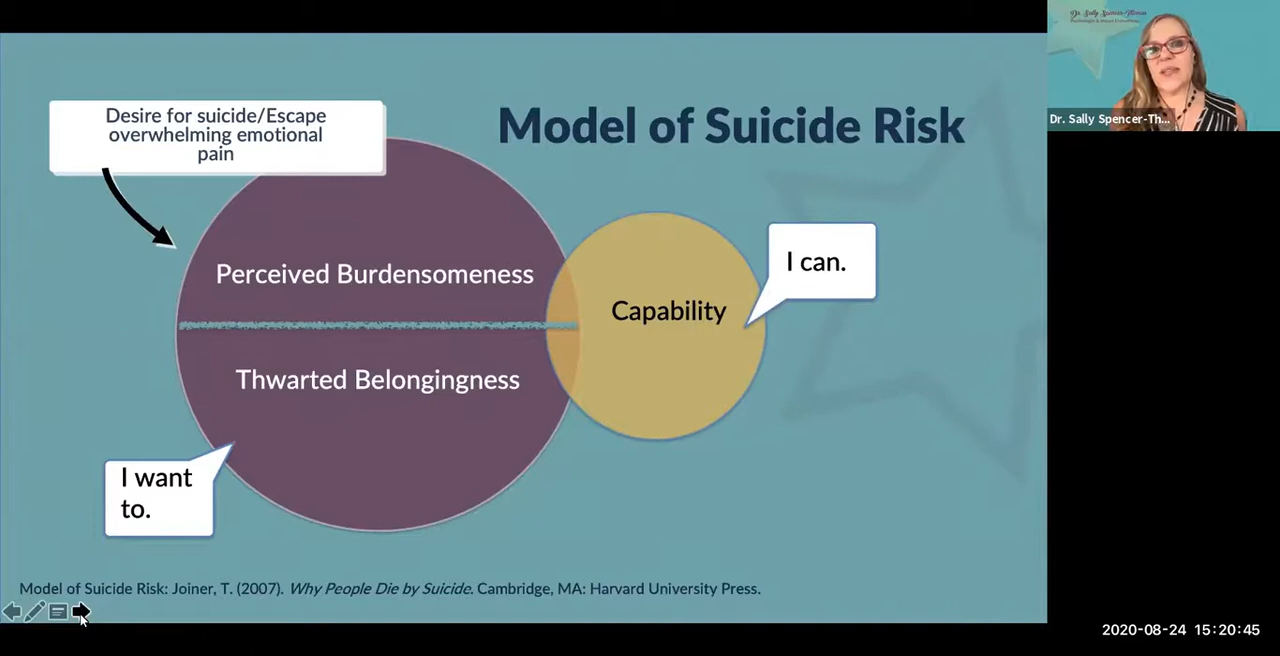 Desire for suicide/Escape
overwhelming emotional
pain
Model of Suicide Risk
Dr. Sally Spencer-Th...
Perceived Burdensomeness
I can.
Capability
Thwarted Belongingness
I want
to.
Model of Suicide Risk: Joiner, T. (2007). Why People Die by Suicide. Cambridge, MA: Harvard University Press.
2020-08-24 15:20:45